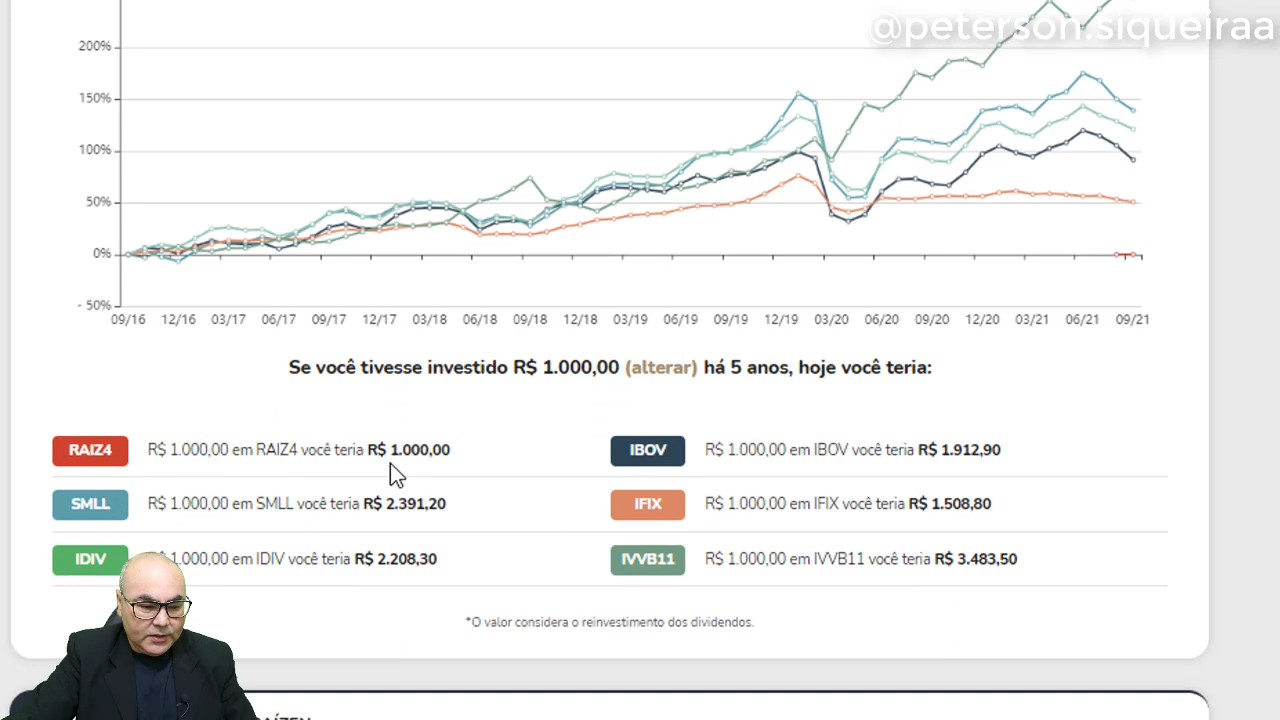 @peterson.siqueiraa
200%
150%
100%
50%
0%
- 50%
09/16 12/16 03/17 06/17 09/17 12/17 03/18 06/18 09/18 12/18 03/19 06/19 09/19 12/19 03/20 06/20 09/20 12/20 03/21 06/21 09/21
Se você tivesse investido R$ 1.000,00 (alterar) há 5 anos, hoje você teria:
RAIZ4 R$ 1.000,00 em RAIZ4 você teria R$ 1.000,00
IBOV R$ 1.000,00 em IBOV você teria R$ 1.912,90
SMLL R$ 1.000,00 em SMLL você teria R$ 2.391,20
IFIX R$ 1.000,00 em IFIX você teria R$ 1.508,80
IDIV 1.000,00 em IDIV você teria R$ 2.208,30
IVVB11 R$ 1.000,00 em IVVB11 você teria R$ 3.483,50
*O valor considera o reinvestimento dos dividendos.